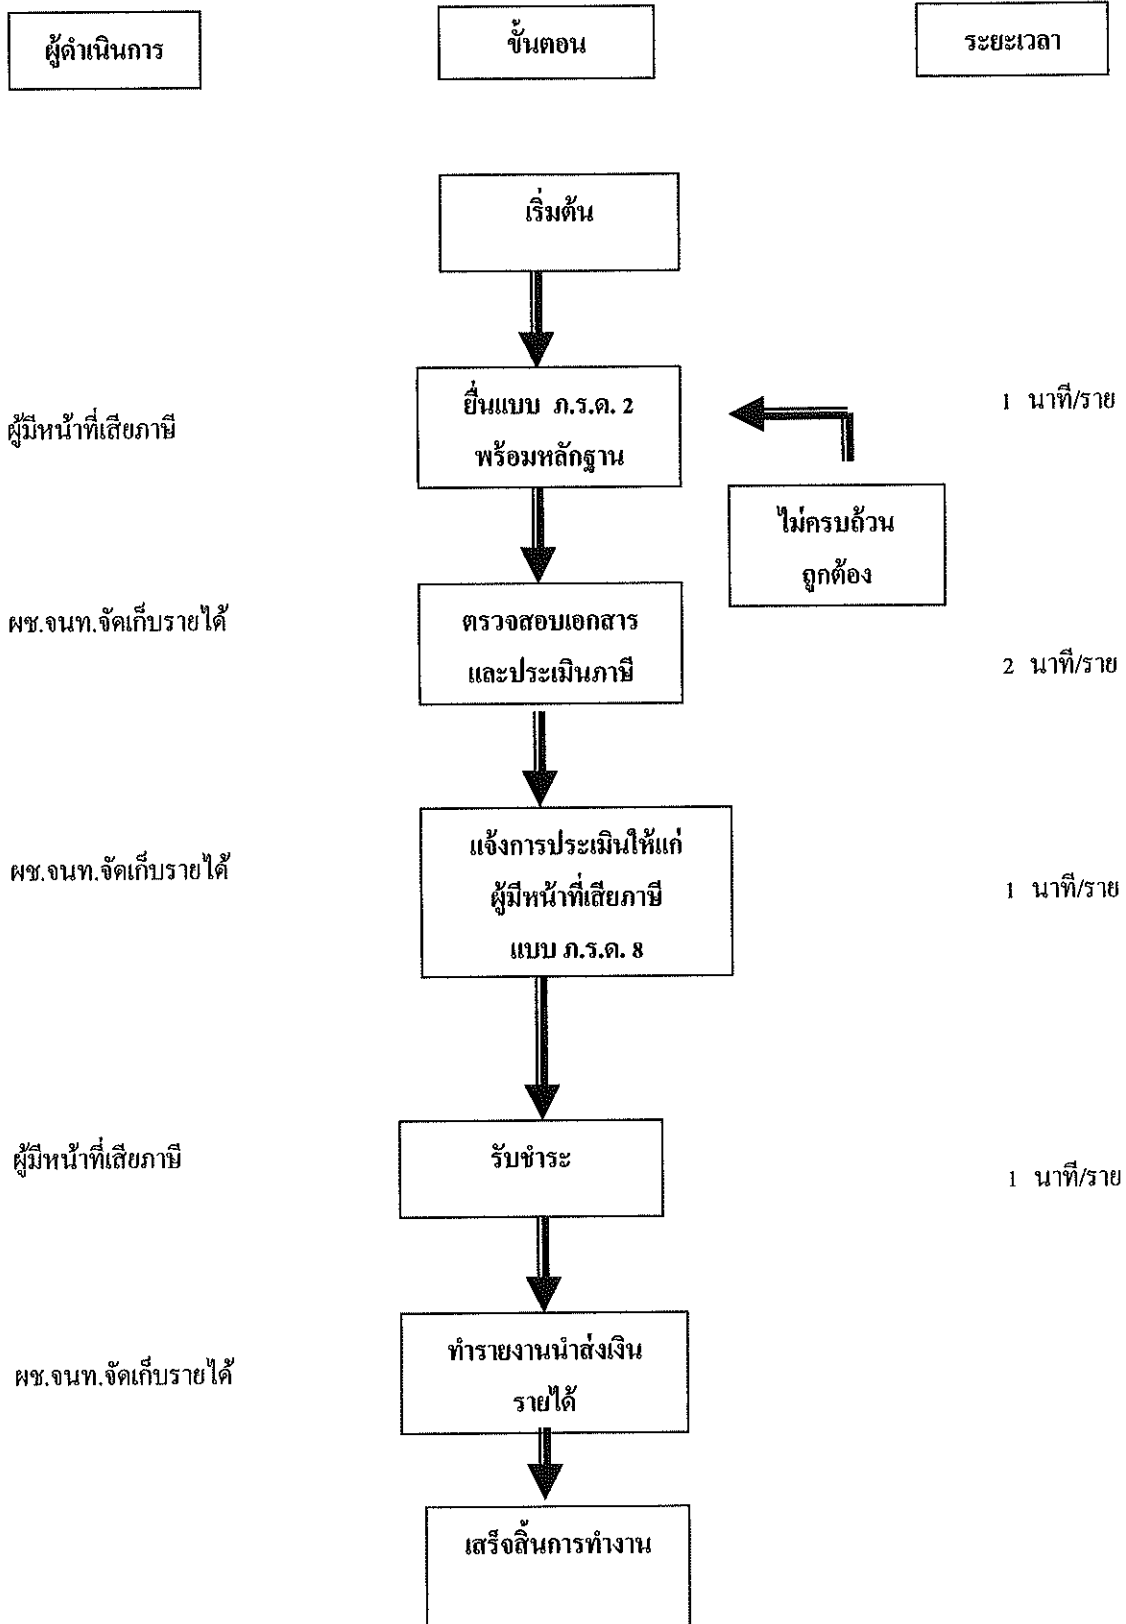 ผู้ดำเนินการ
ขั้นตอน
ระยะเวลา
เริ่มต้น
ผู้มีหน้าที่เสียภาษี
ยื่นแบบ ภ.ร.ด. 2
พร้อมหลักฐาน
1 นาที/ราย
ไม่ครบถ้วน
ถูกต้อง
ผช.จนท.จัดเก็บรายได้
ตรวจสอบเอกสาร
และประเมินภาษี
2 นาที/ราย
ผช.จนท.จัดเก็บรายได้
แจ้งการประเมินให้แก่
ผู้มีหน้าที่เสียภาษี
แบบ ภ.ร.ด. 8
1 นาที/ราย
ผู้มีหน้าที่เสียภาษี
รับชำระ
1 นาที/ราย
ผช.จนท.จัดเก็บรายได้
ทำรายงานนำส่งเงิน
รายได้
เสร็จสิ้นการทำงาน